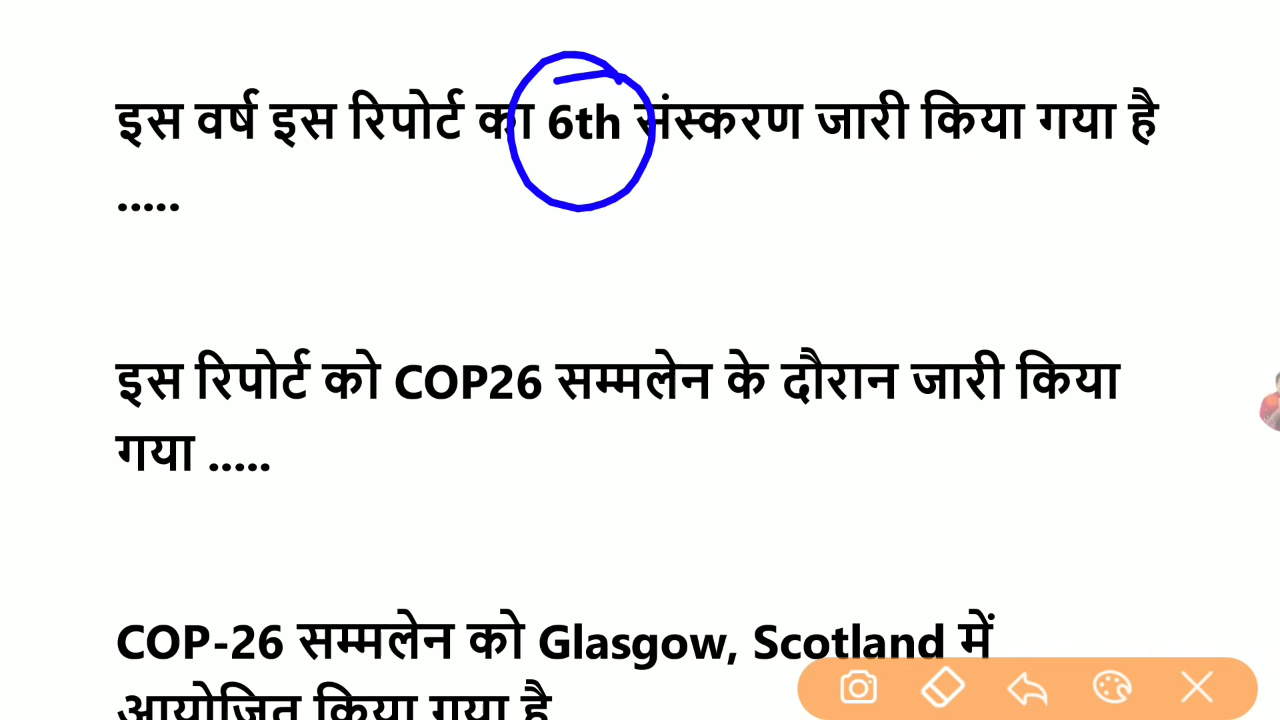 इस वर्ष इस रिपोर्ट का 6th संस्करण जारी किया गया है
.....
इस रिपोर्ट को COP26 सम्मलेन के दौरान जारी किया
गया .....
COP-26 सम्मलेन को Glasgow, Scotland में
आयोजित किया गया है